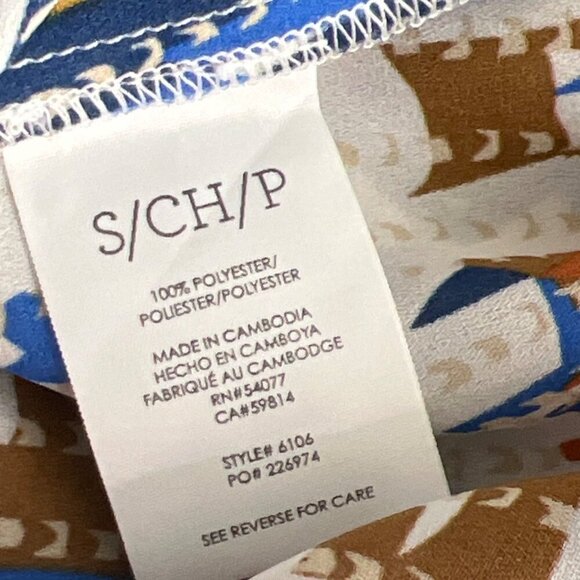 S/CH/P
100% POLYESTER/
POLIESTER/POLYESTER
MADE IN CAMBODIA
HECHO EN CAMBOYA
FABRIQUÉ AU CAMBODGE
RN#54077
CA#59814
STYLE# 6106
PO# 226974
SEE REVERSE FOR CARE